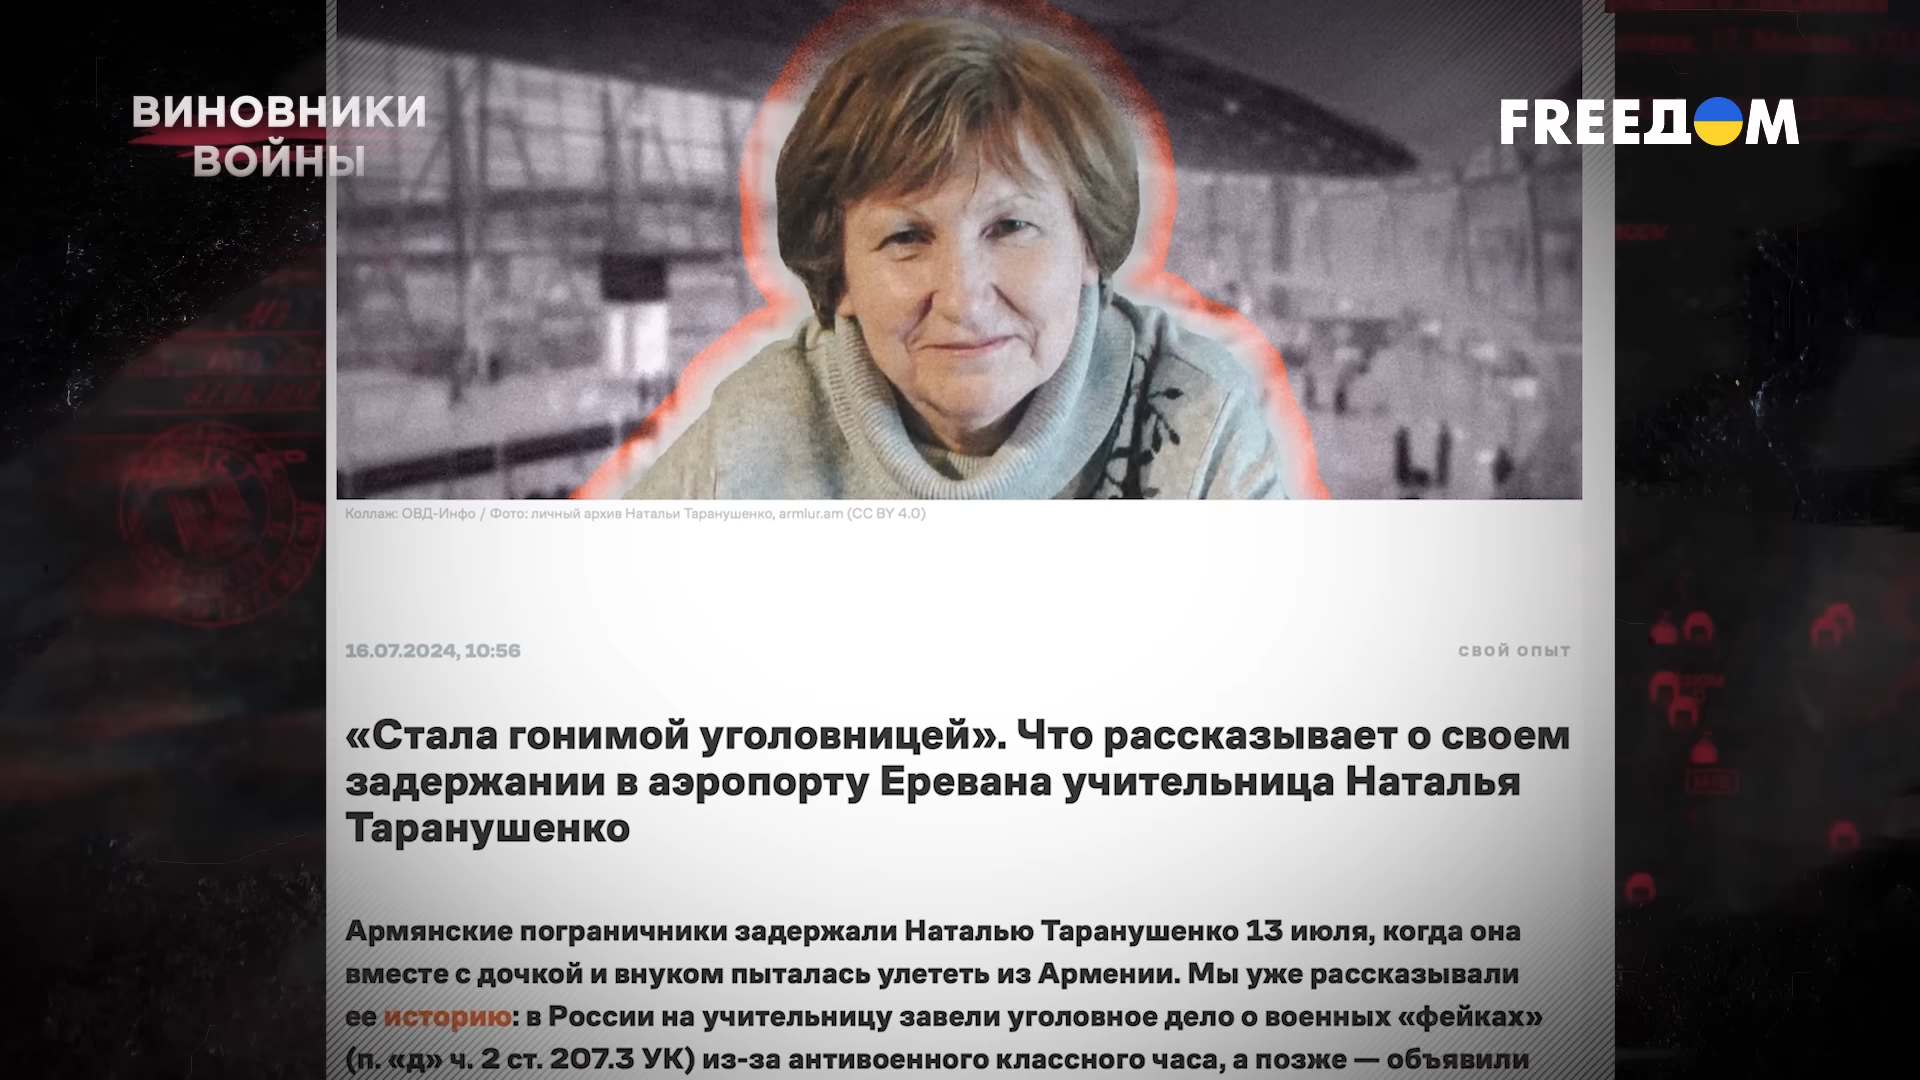 ВИНОВНИКИ
ВОЙНЫ
FREEДОМ
Коллаж: ОВД-Инфо / Фото: личный архив Натальи Таранушенко, armlur.am (CC BY 4.0)
16.07.2024, 10:56
СВОЙ ОПЫТ
«Стала гонимой уголовницей». Что рассказывает о своем
задержании в аэропорту Еревана учительница Наталья
Таранушенко
Армянские пограничники задержали Наталью Таранушенко 13 июля, когда она
вместе с дочкой и внуком пыталась улететь из Армении. Мы уже рассказывали
ее историю: в России на учительницу завели уголовное дело о военных «фейках»
(п. «д» ч. 2 ст. 207.3 УК) из-за антивоенного классного часа, а позже — объявили